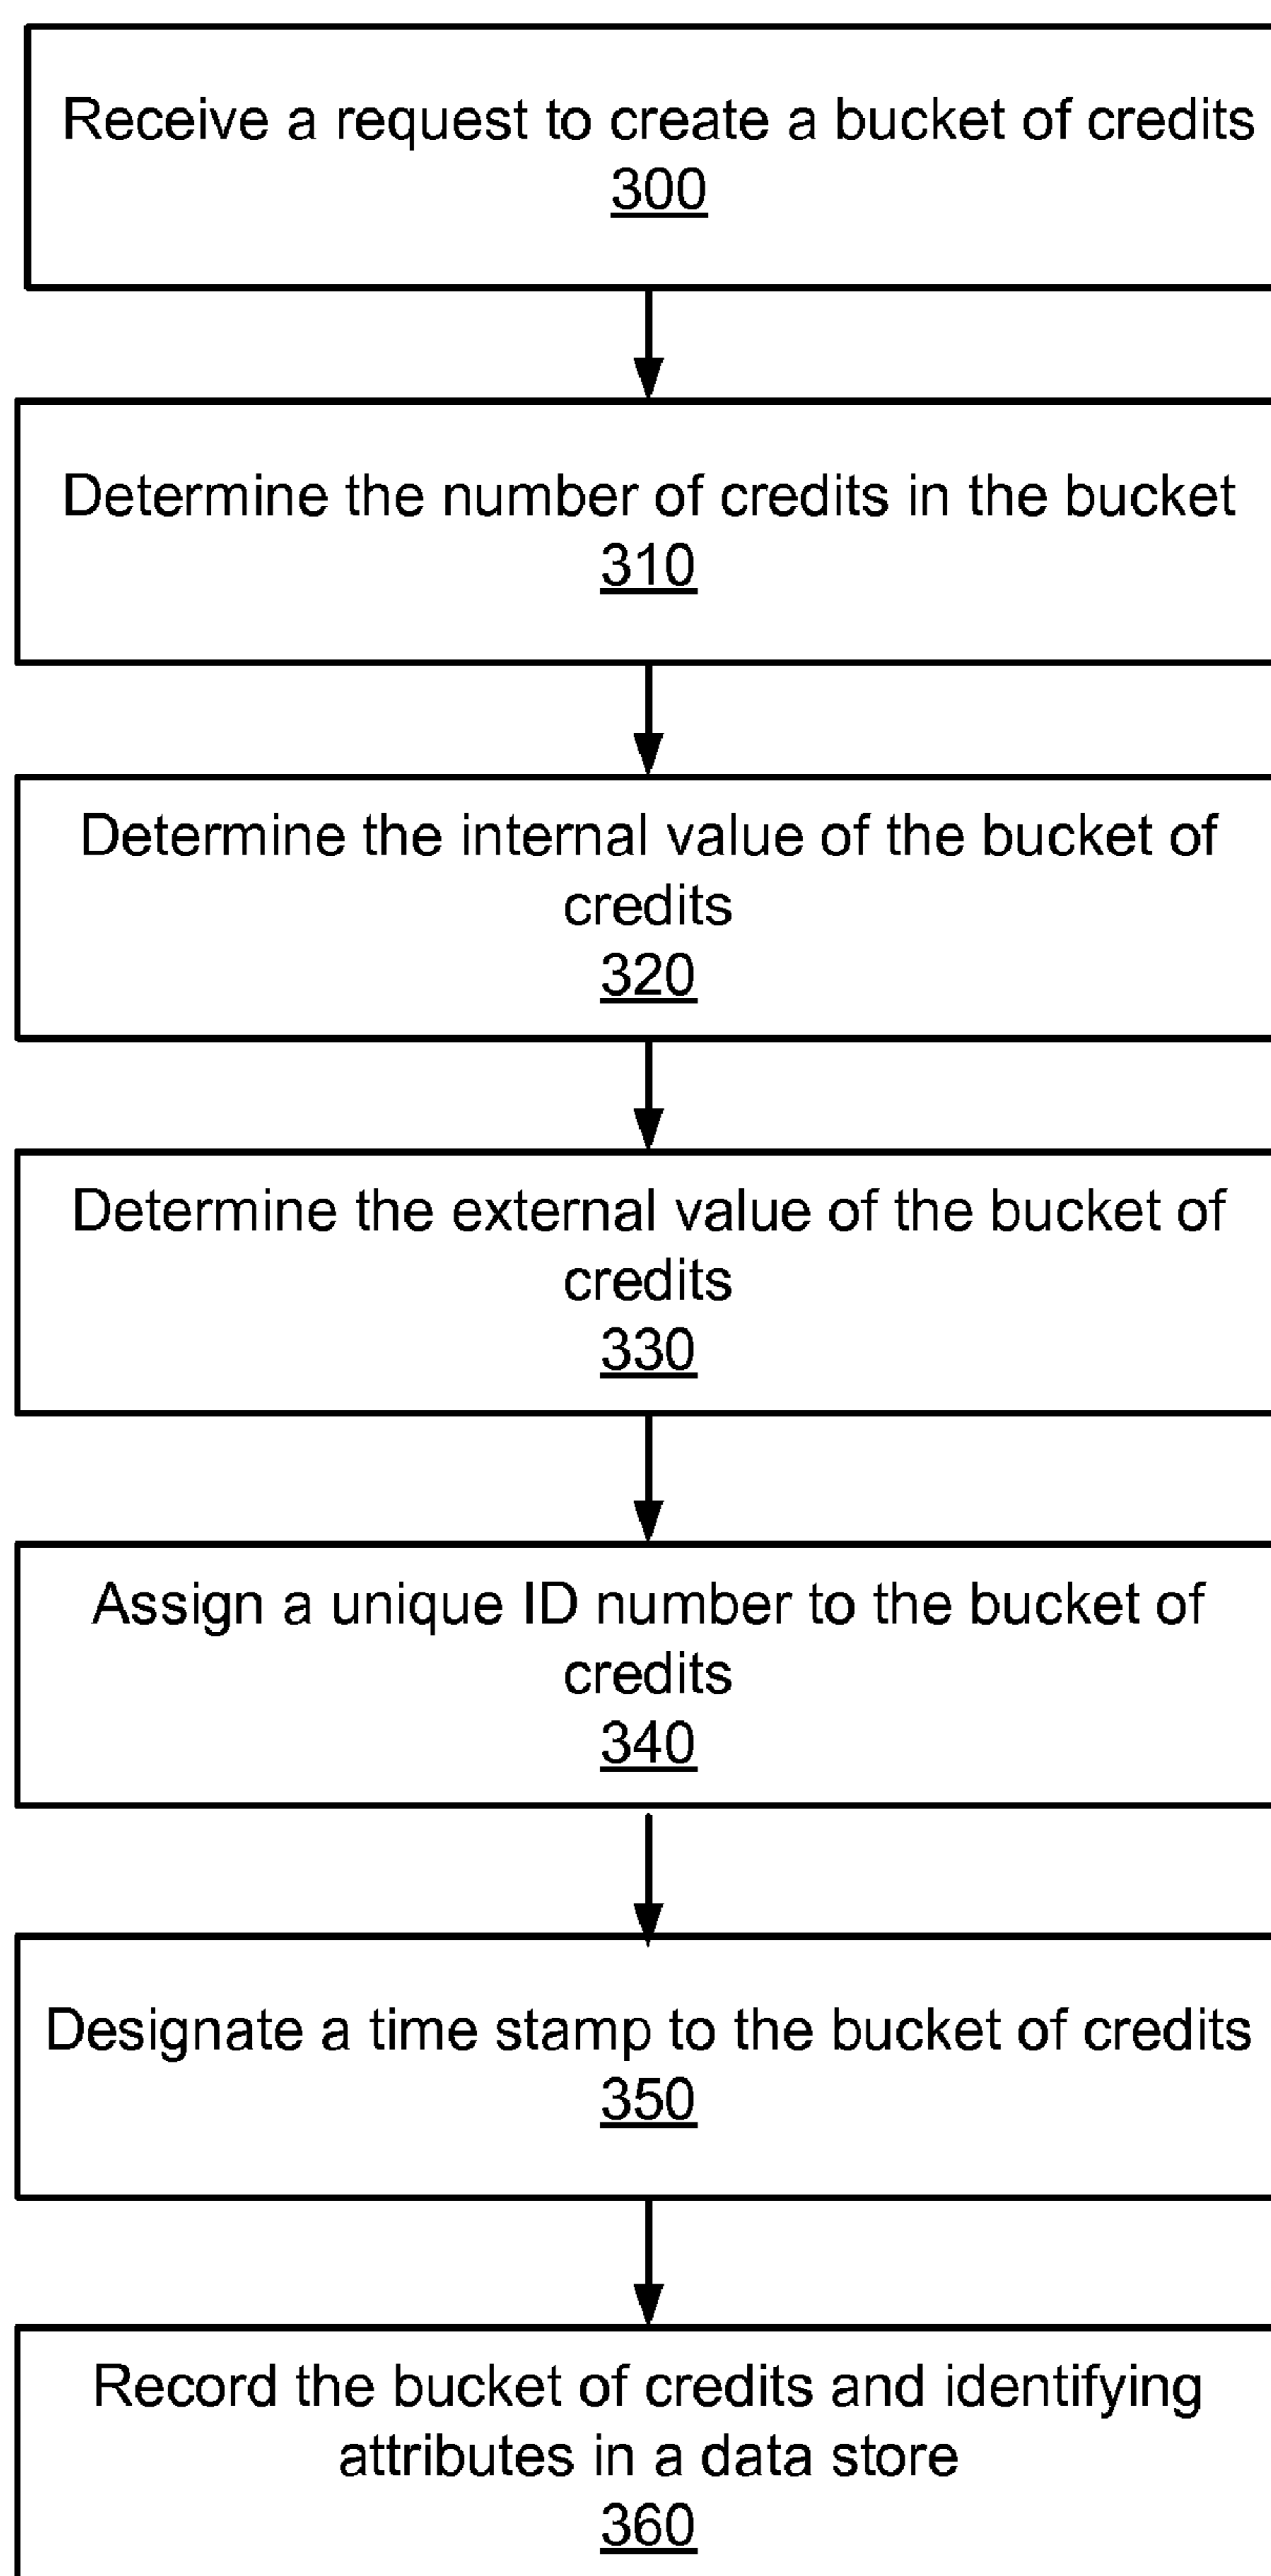 Receive a request to create a bucket of credits
300
Determine the number of credits in the bucket
310
Determine the internal value of the bucket of
credits
320
Determine the external value of the bucket of
credits
330
Assign a unique ID number to the bucket of
credits
340
Designate a time stamp to the bucket of credits
350
Record the bucket of credits and identifying
attributes in a data store
360